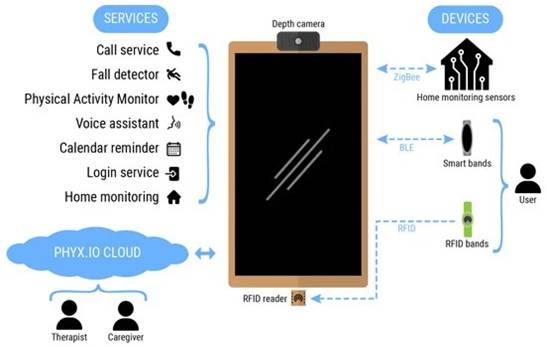 SERVICES
Call service
Fall detector
Physical Activity Monitor
Voice assistant
Calendar reminder
Login service
Home monitoring
PHYX.IO CLOUD
Therapist
Caregiver
Depth camera
RFID reader
DEVICES
ZigBee
Home monitoring sensors
BLE
Smart bands
User
RFID
RFID bands